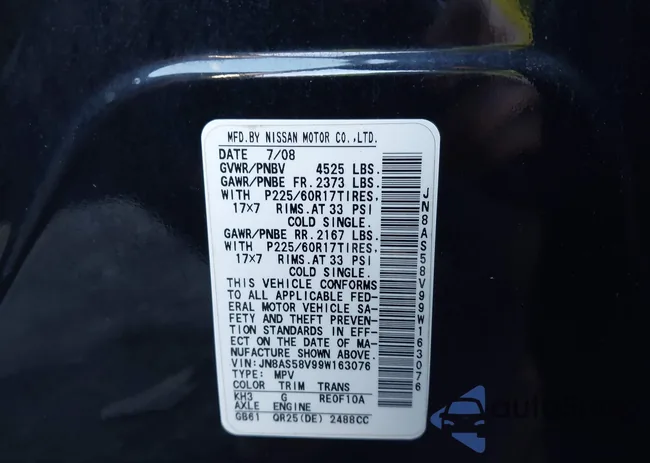 MFD.BY NISSAN MOTOR CO.,LTD.
DATE 7/08
GVWR/PNBV 4525 LBS.
GAWR/PNBE FR.2373 LBS.
WITH P225/60R17TIRES,
17×7 RIMS.AT 33 PSI
COLD SINGLE.
GAWR/PNBE RR.2167 LBS.
WITH P225/60R17TIRES,
17×7 RIMS.AT 33 PSI
COLD SINGLE.
THIS VEHICLE CONFORMS
TO ALL APPLICABLE FED-
ERAL MOTOR VEHICLE SA-
FETY AND THEFT PREVEN-
TION STANDARDS IN EFF-
ECT ON THE DATE OF MA-
NUFACTURE SHOWN ABOVE.
VIN:JN8AS58V99W163076
TYPE: MPV
COLOR TRIM TRANS
KH3 G RE0F10A
AXLE ENGINE
GB61 QR25(DE) 2488CC
JN8AS58V99W163076